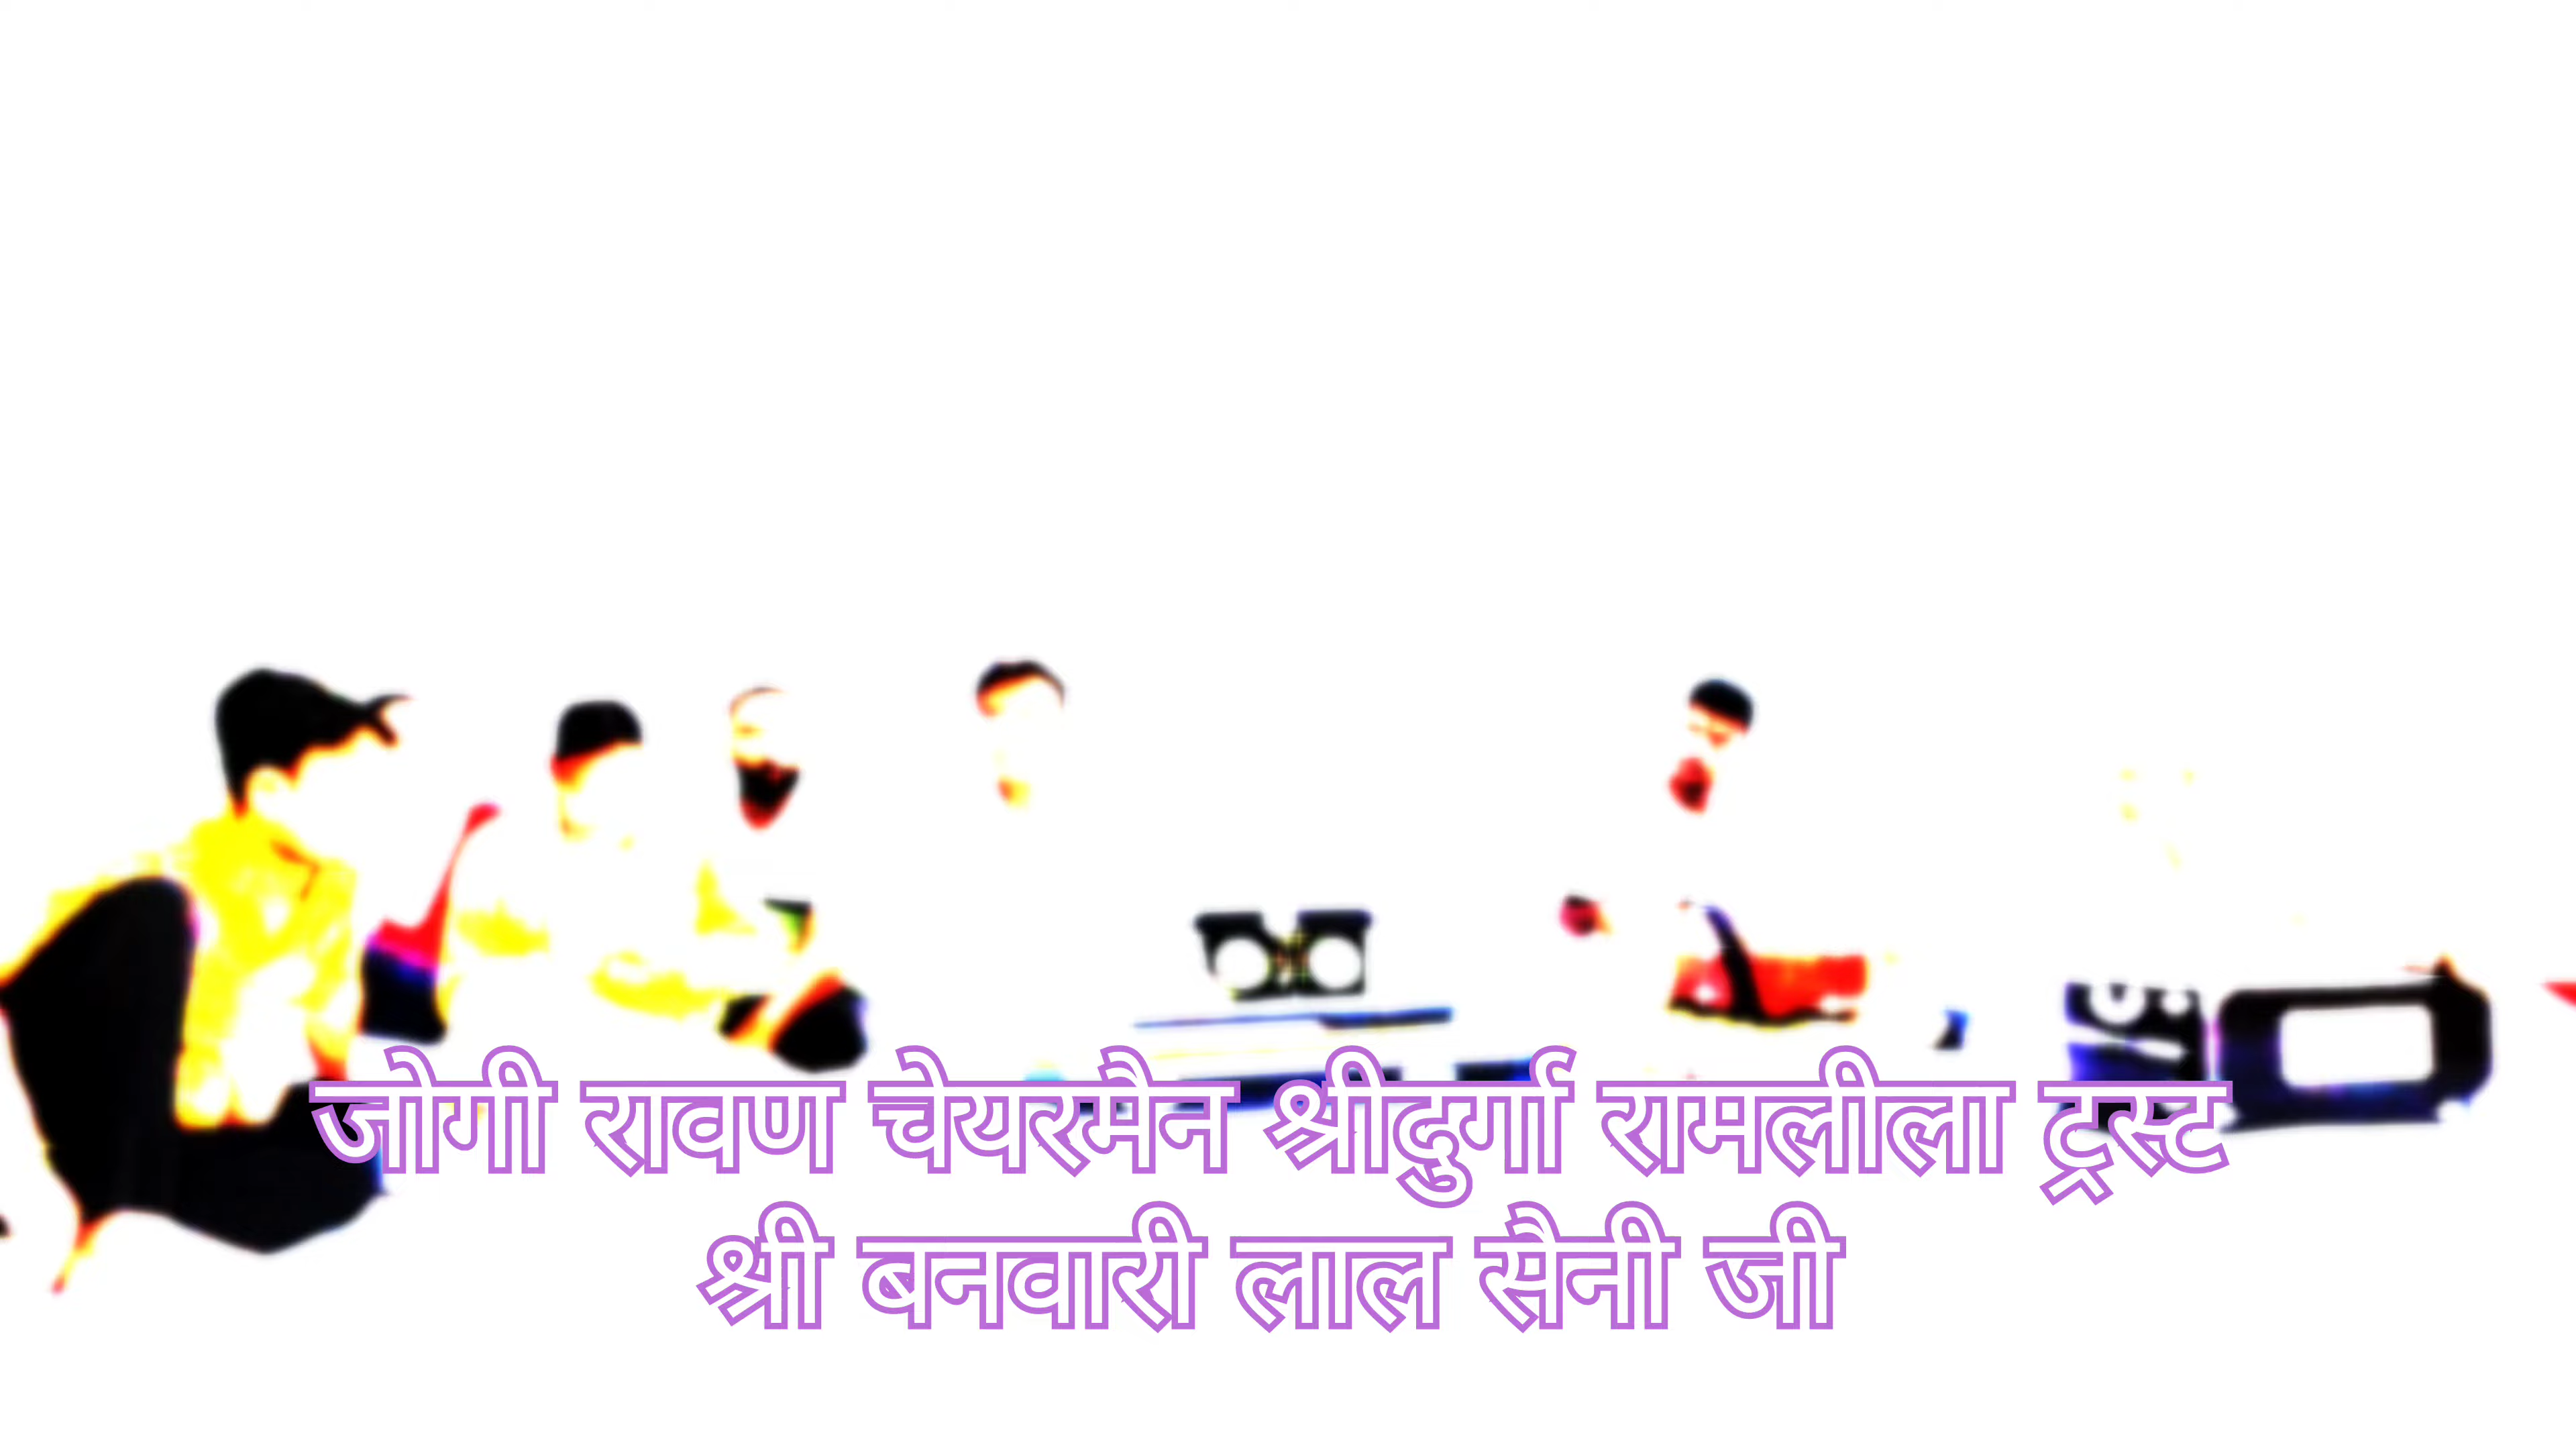 जोगी रावण चेयरमैन श्रीदुर्गा रामलीला ट्रस्ट
श्री बनवारी लाल सैनी जी